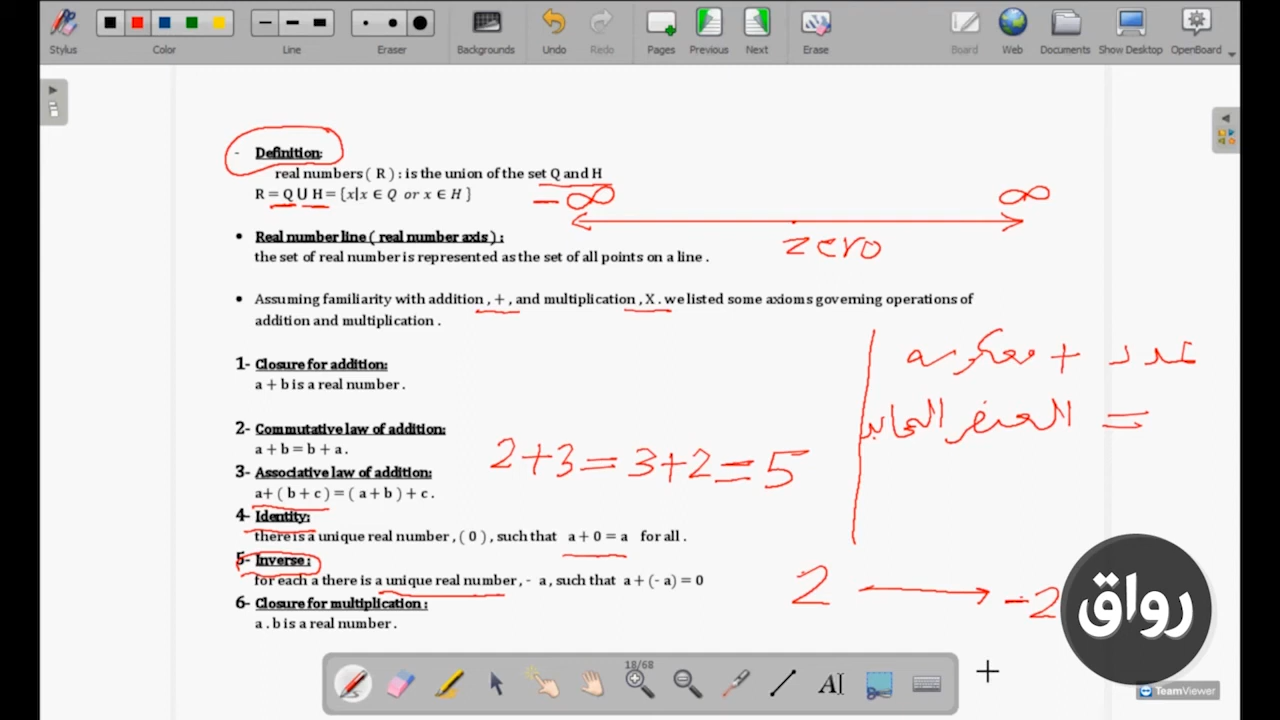 Stylus Color Line Eraser Backgrounds Undo Redo Pages Previous Next Erase Board Web Documents Show Desktop OpenBoard
- Definition:
real numbers ( R ) : is the union of the set Q and H
R = Q U H = {x|x ∈ Q or x ∈ H }
- ∞
∞
zero
• Real number line ( real number axis ) :
the set of real number is represented as the set of all points on a line .
• Assuming familiarity with addition , + , and multiplication , X . we listed some axioms governing operations of
addition and multiplication .
عدد + معكوسه
= العنصر المحايد
1- Closure for addition:
a + b is a real number .
2- Commutative law of addition:
a + b = b + a .
2+3=3+2=5
3- Associative law of addition:
a+ ( b + c ) = ( a + b ) + c .
4- Identity:
there is a unique real number , ( 0 ) , such that a + 0 = a for all .
5- Inverse :
for each a there is a unique real number , - a , such that a + (- a ) = 0
2 → -2
6- Closure for multiplication :
a . b is a real number .
رواق
18/68
TeamViewer